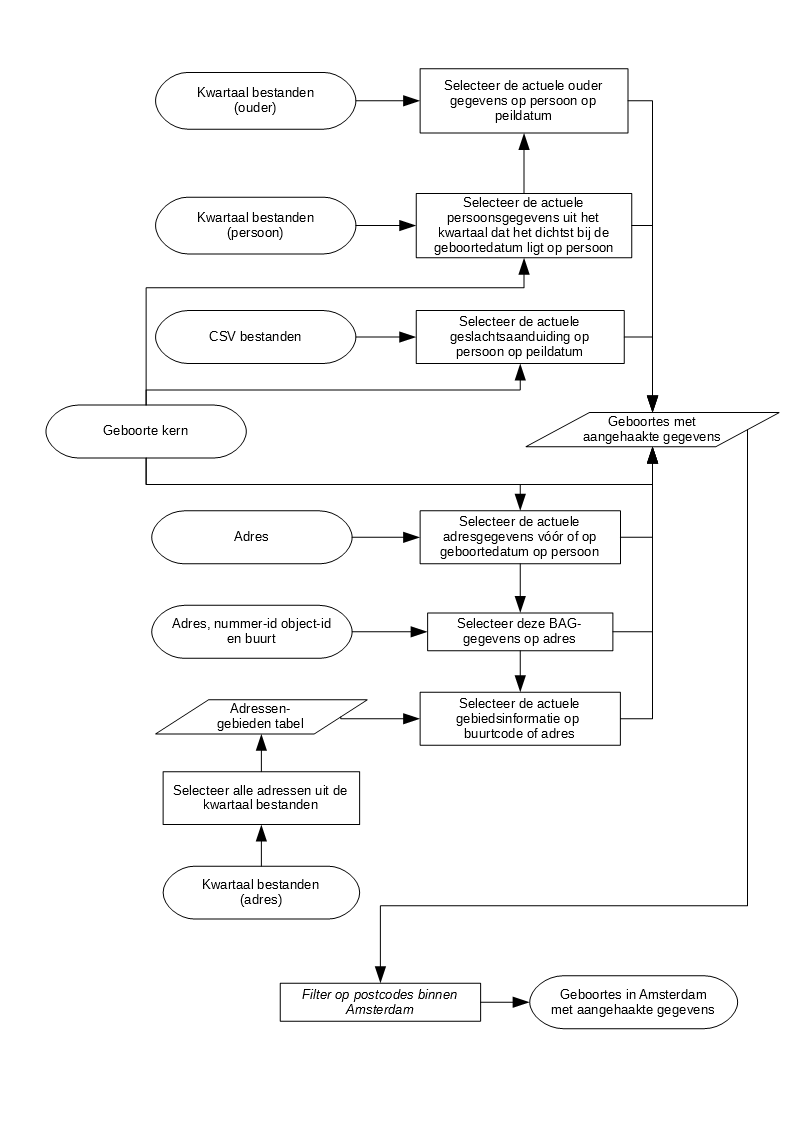 Kwartaal bestanden
(ouder)
Selecteer de actuele ouder
gegevens op persoon op
peildatum
Kwartaal bestanden
(persoon)
Selecteer de actuele
persoonsgegevens uit het
kwartaal dat het dichtst bij de
geboortedatum ligt op persoon
CSV bestanden
Selecteer de actuele
geslachtsaanduiding op
persoon op peildatum
Geboorte kern
Geboortes met
aangehaakte gegevens
Adres
Selecteer de actuele
adresgegevens vóór of op
geboortedatum op persoon
Adres, nummer-id object-id
en buurt
Selecteer deze BAG-
gegevens op adres
Adressen-
gebieden tabel
Selecteer de actuele
gebiedsinformatie op
buurtcode of adres
Selecteer alle adressen uit de
kwartaal bestanden
Kwartaal bestanden
(adres)
Filter op postcodes binnen
Amsterdam
Geboortes in Amsterdam
met aangehaakte gegevens